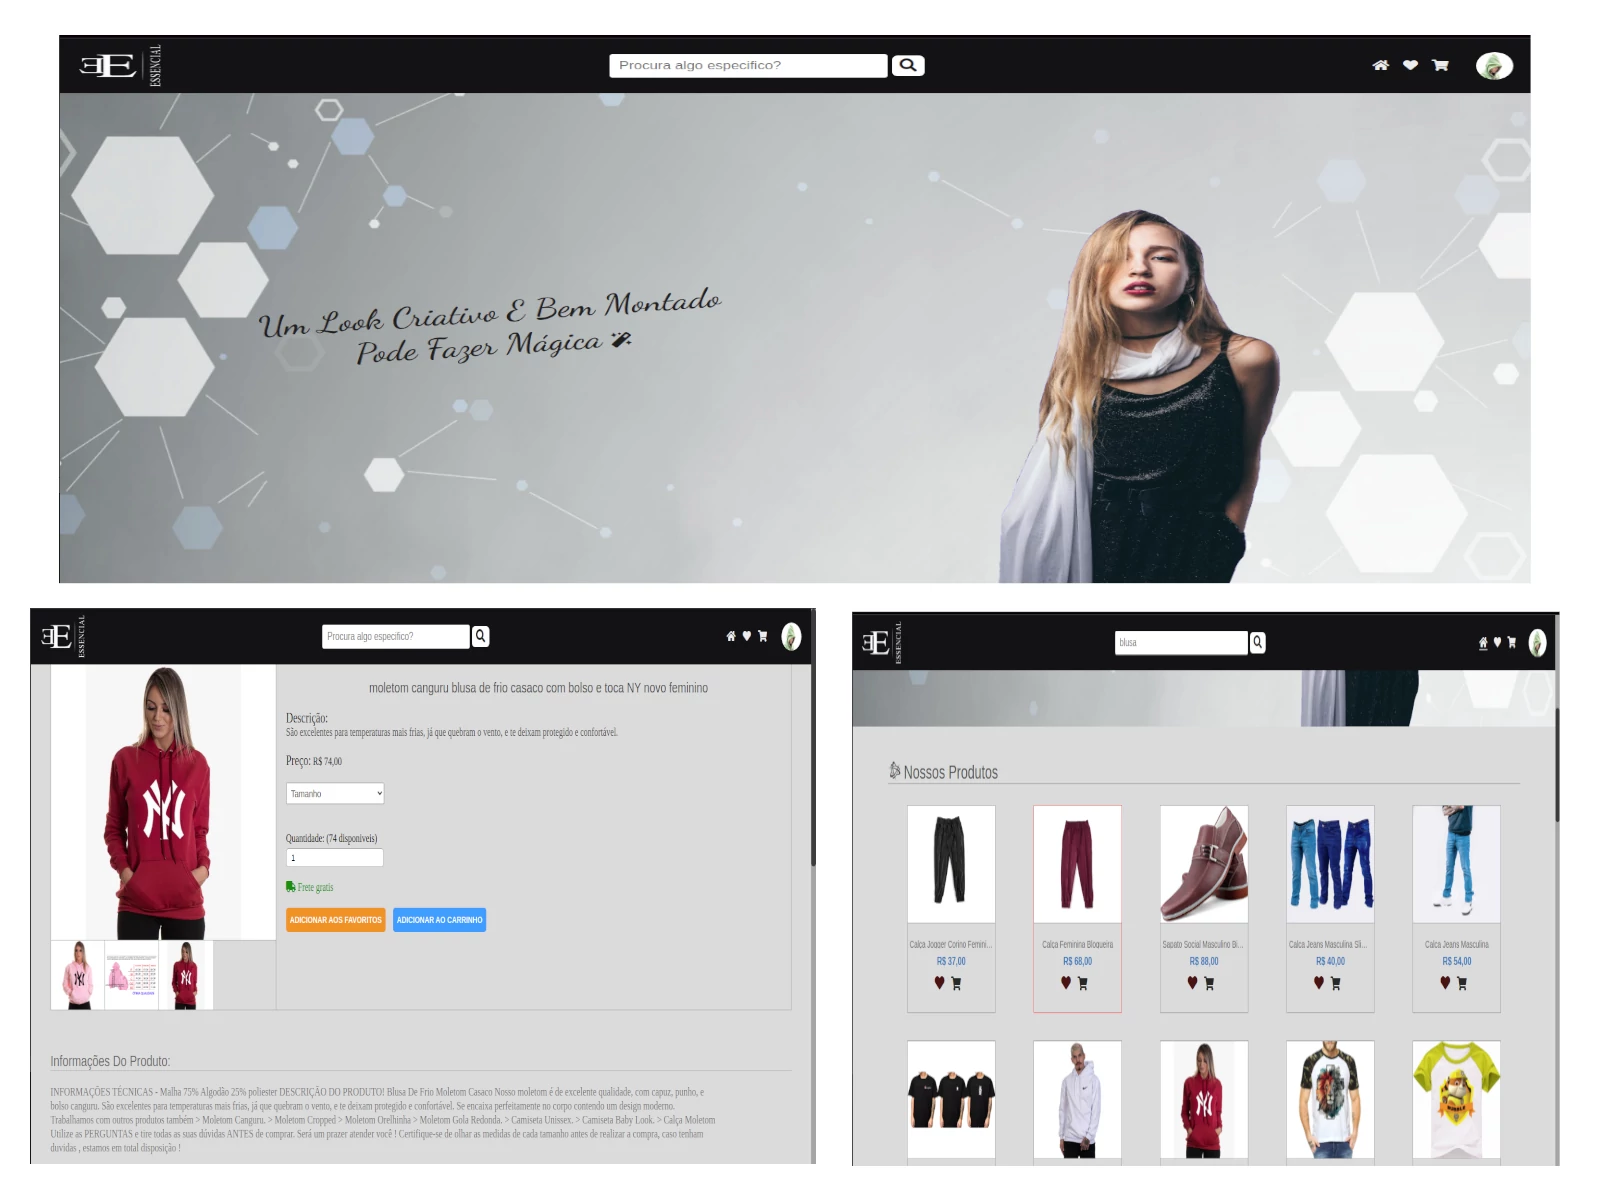 ƎE ESSENCIAL
Procura algo especifico?
Um Look Criativo E Bem Montado
Pode Fazer Mágica
ƎE ESSENCIAL
Procura algo especifico?
moletom canguru blusa de frio casaco com bolso e toca NY novo feminino
Descrição:
São excelentes para temperaturas mais frias, já que quebram o vento, e te deixam protegido e confortável.
Preço: R$ 74,00
Tamanho
Quantidade: (74 disponiveis)
1
Frete gratis
ADICIONAR AOS FAVORITOS ADICIONAR AO CARRINHO
Informações Do Produto:
INFORMAÇÕES TÉCNICAS - Malha 75% Algodão 25% poliester DESCRIÇÃO DO PRODUTO! Blusa De Frio Moletom Casaco Nosso moletom é de excelente qualidade, com capuz, punho, e
bolso canguru. São excelentes para temperaturas mais frias, já que quebram o vento, e te deixam protegido e confortável. Se encaixa perfeitamente no corpo contendo um design moderno.
Trabalhamos com outros produtos também > Moletom Canguru. > Moletom Cropped > Moletom Orelhinha > Moletom Gola Redonda. > Camiseta Unissex. > Camiseta Baby Look. > Calça Moletom
Utilize as PERGUNTAS e tire todas as suas dúvidas ANTES de comprar. Será um prazer atender você ! Certifique-se de olhar as medidas de cada tamanho antes de realizar a compra, caso tenham
duvidas , estamos em total disposição !
ƎE ESSENCIAL
blusa
Nossos Produtos
Calça Jogger Corino Femini... Calca Feminina Blogueira Sapato Social Masculino Bi... Calça Jeans Masculina Sli... Calça Jeans Masculina
R$ 37,00 R$ 68,00 R$ 88,00 R$ 40,00 R$ 54,00